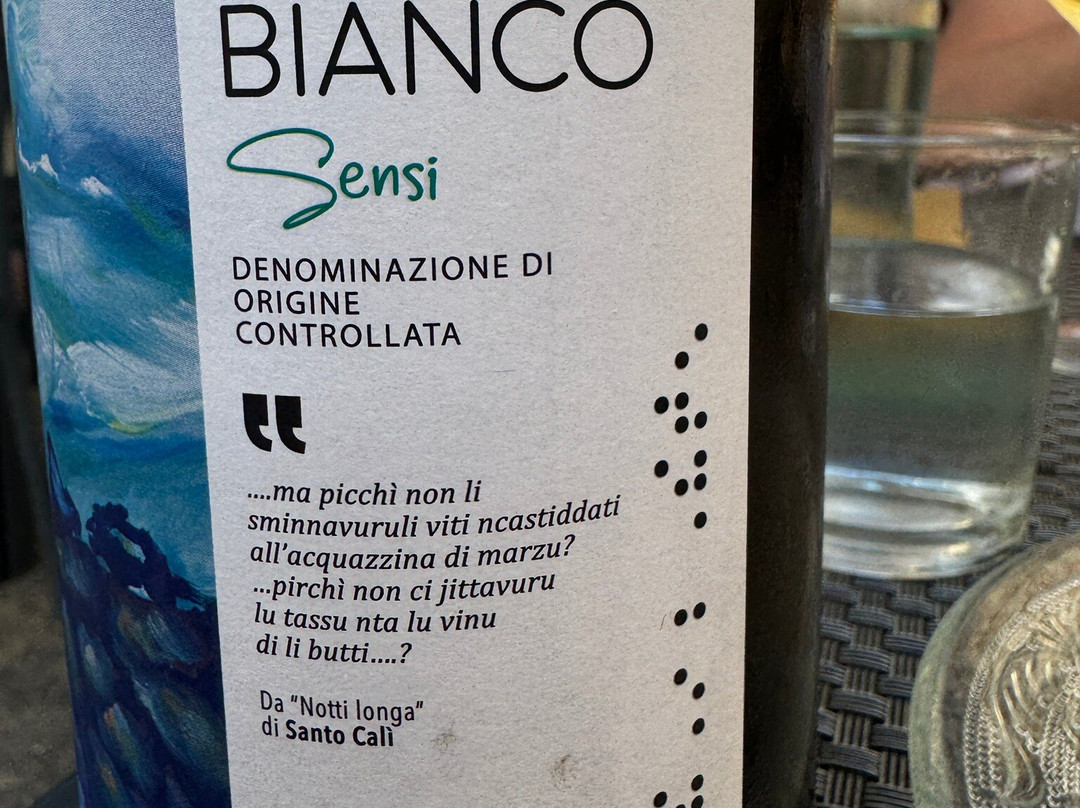 BIANCO
Sensi
DENOMINAZIONE DI
ORIGINE
CONTROLLATA
"
....ma picchì non li
sminnavuruli viti ncastiddati
all'acquazzina di marzu?
...pirchì non ci jittavuru
lu tassu nta lu vinu
di li butti....?
Da "Notti longa"
di Santo Calì